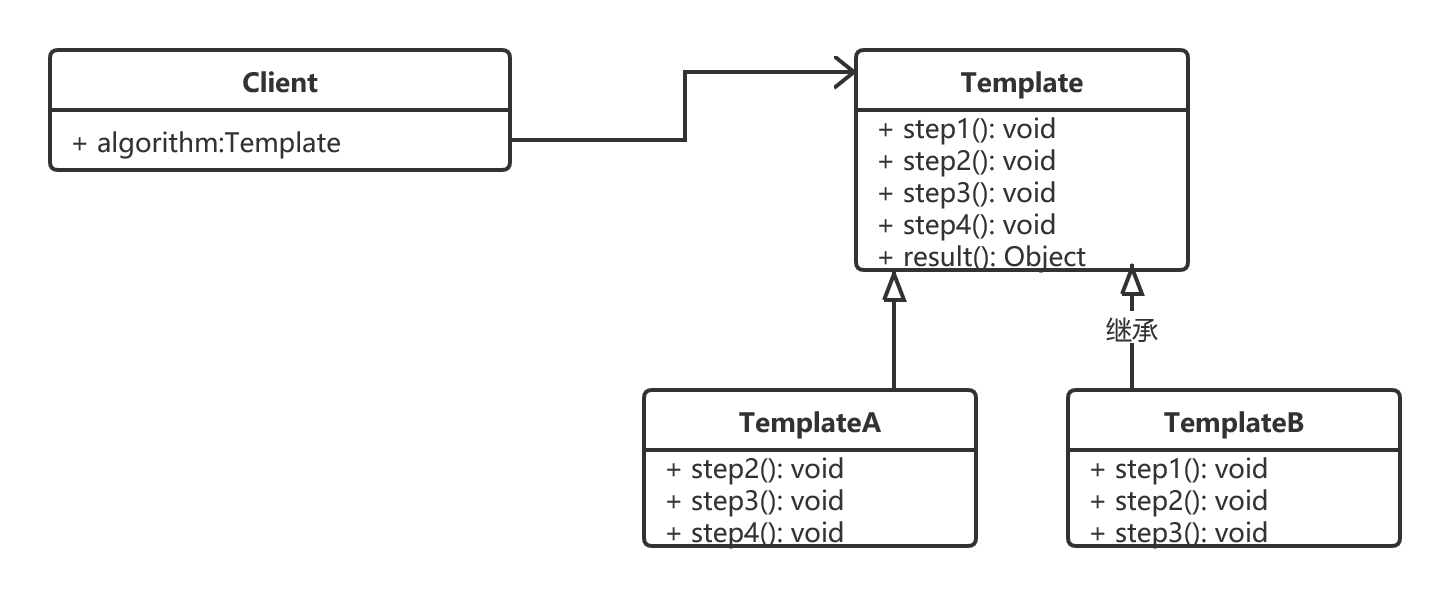 Client
+ algorithm:Template
Template
+ step1(): void
+ step2(): void
+ step3(): void
+ step4(): void
+ result(): Object
继承
TemplateA
+ step2(): void
+ step3(): void
+ step4(): void
TemplateB
+ step1(): void
+ step2(): void
+ step3(): void